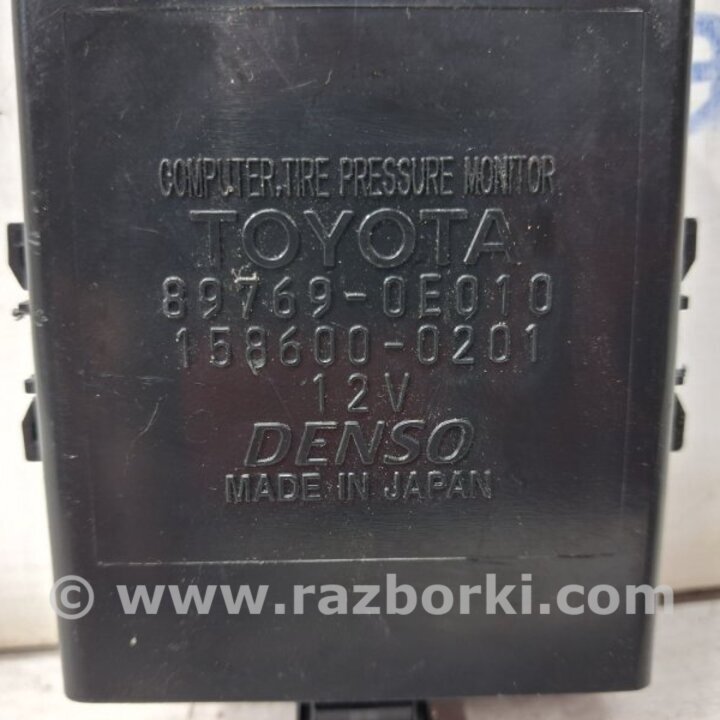 COMPUTER.TIRE PRESSURE MONITOR
TOYOTA
89769-0E010
158600-0201
12V
DENSO
MADE IN JAPAN
© www.razborki.com